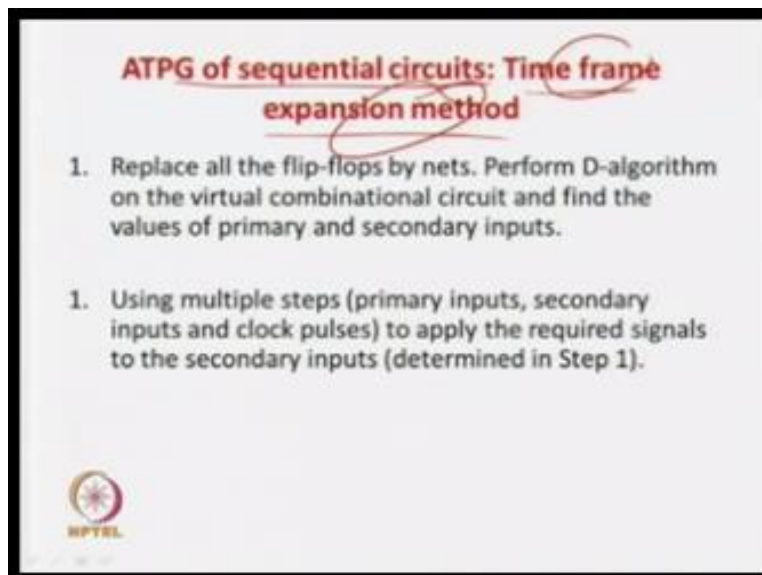 ATPG of sequential circuits: Time frame
expansion method
1. Replace all the flip-flops by nets. Perform D-algorithm
on the virtual combinational circuit and find the
values of primary and secondary inputs.
1. Using multiple steps (primary inputs, secondary
inputs and clock pulses) to apply the required signals
to the secondary inputs (determined in Step 1).
NPTEL